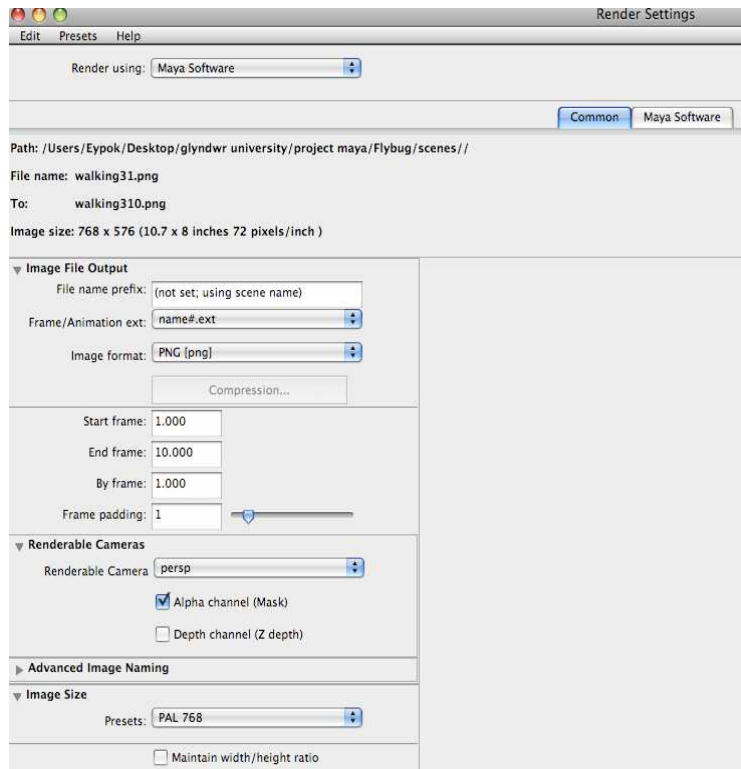 Render Settings
Edit Presets Help
Render using: Maya Software
Common Maya Software
Path: /Users/Eypok/Desktop/glyndwr university/project maya/Flybug/scenes//
File name: walking31.png
To: walking310.png
Image size: 768 x 576 (10.7 x 8 inches 72 pixels/inch )
Image File Output
File name prefix: (not set; using scene name)
Frame/Animation ext: name#.ext
Image format: PNG [png]
Compression...
Start frame: 1.000
End frame: 10.000
By frame: 1.000
Frame padding: 1
Renderable Cameras
Renderable Camera persp
Alpha channel (Mask)
Depth channel (Z depth)
Advanced Image Naming
Image Size
Presets: PAL 768
Maintain width/height ratio